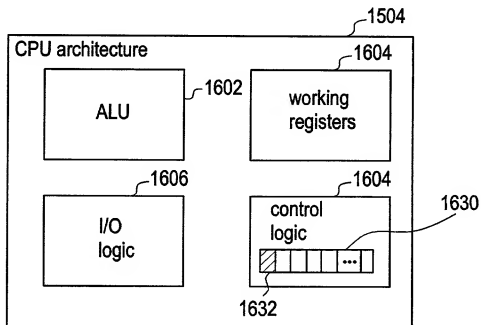 1504
CPU architecture
1604
1602
ALU
working
registers
1606
1604
1630
I/O
logic
control
logic
•••
1632